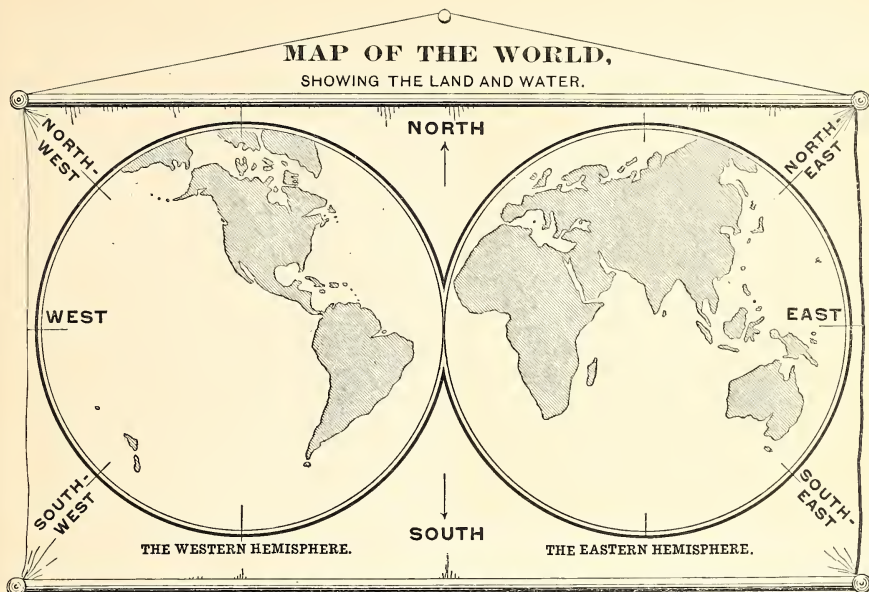 MAP OF THE WORLD,
SHOWING THE LAND AND WATER.
NORTH-
WEST
NORTH
NORTH-
EAST
WEST
EAST
SOUTH-
WEST
SOUTH
SOUTH-
EAST
THE WESTERN HEMISPHERE.
THE EASTERN HEMISPHERE.